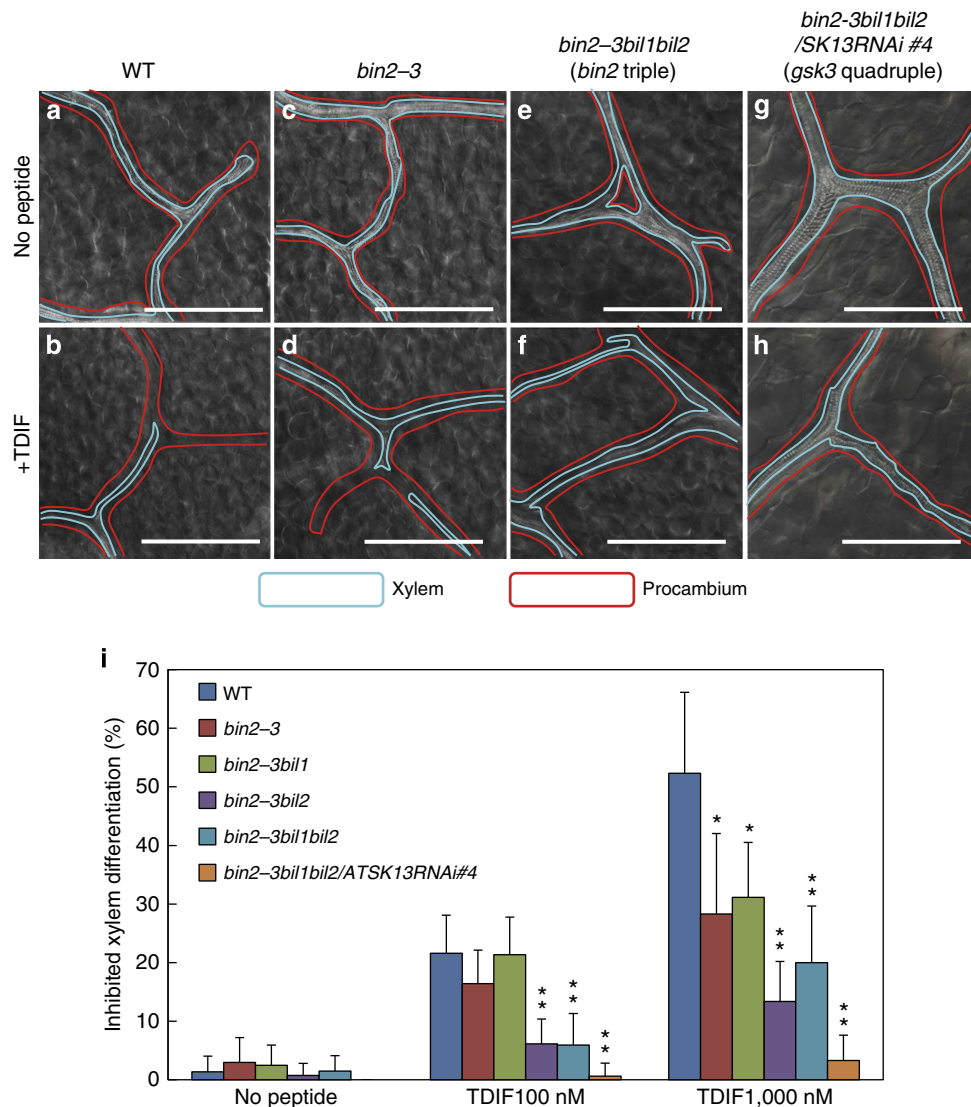 WT
bin2–3
bin2–3bil1bil2
(bin2 triple)
bin2-3bil1bil2
/SK13RNAi #4
(gsk3 quadruple)
No peptide
a
c
e
g
+TDIF
b
d
f
h
Xylem
Procambium
i
Inhibited xylem differentiation (%)
70
60
50
40
30
20
10
0
WT
bin2–3
bin2–3bil1
bin2–3bil2
bin2–3bil1bil2
bin2–3bil1bil2/ATSK13RNAi#4
**
**
**
*
*
**
**
**
No peptide
TDIF100 nM
TDIF1,000 nM